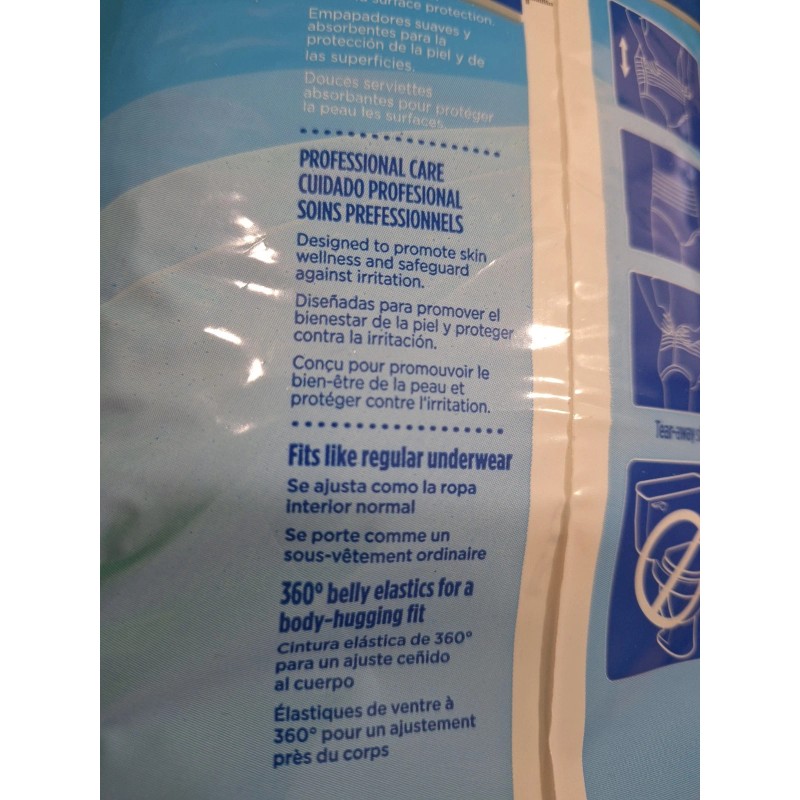 surface protection.
Empapadores suaves y
absorbentes para la
protección de la piel y de
las superficies.
Douces serviettes
absorbantes pour protéger
la peau les surfaces.
PROFESSIONAL CARE
CUIDADO PROFESIONAL
SOINS PREFESSIONNELS
Designed to promote skin
wellness and safeguard
against irritation.
Diseñadas para promover el
bienestar de la piel y proteger
contra la irritación.
Conçu pour promouvoir le
bien-être de la peau et
protéger contre l'irritation.
Fits like regular underwear
Se ajusta como la ropa
interior normal
Se porte comme un
sous-vêtement ordinaire
360° belly elastics for a
body-hugging fit
Cintura elástica de 360°
para un ajuste ceñido
al cuerpo
Élastiques de ventre à
360° pour un ajustement
près du corps
Tear-away